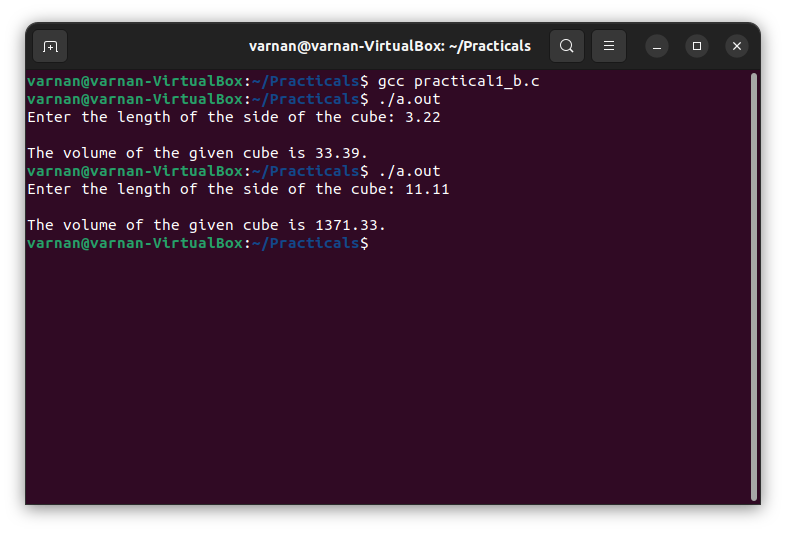 varnan@varnan-VirtualBox: ~/Practicals
varnan@varnan-VirtualBox:~/Practicals$ gcc practical1_b.c
varnan@varnan-VirtualBox:~/Practicals$ ./a.out
Enter the length of the side of the cube: 3.22
The volume of the given cube is 33.39.
varnan@varnan-VirtualBox:~/Practicals$ ./a.out
Enter the length of the side of the cube: 11.11
The volume of the given cube is 1371.33.
varnan@varnan-VirtualBox:~/Practicals$